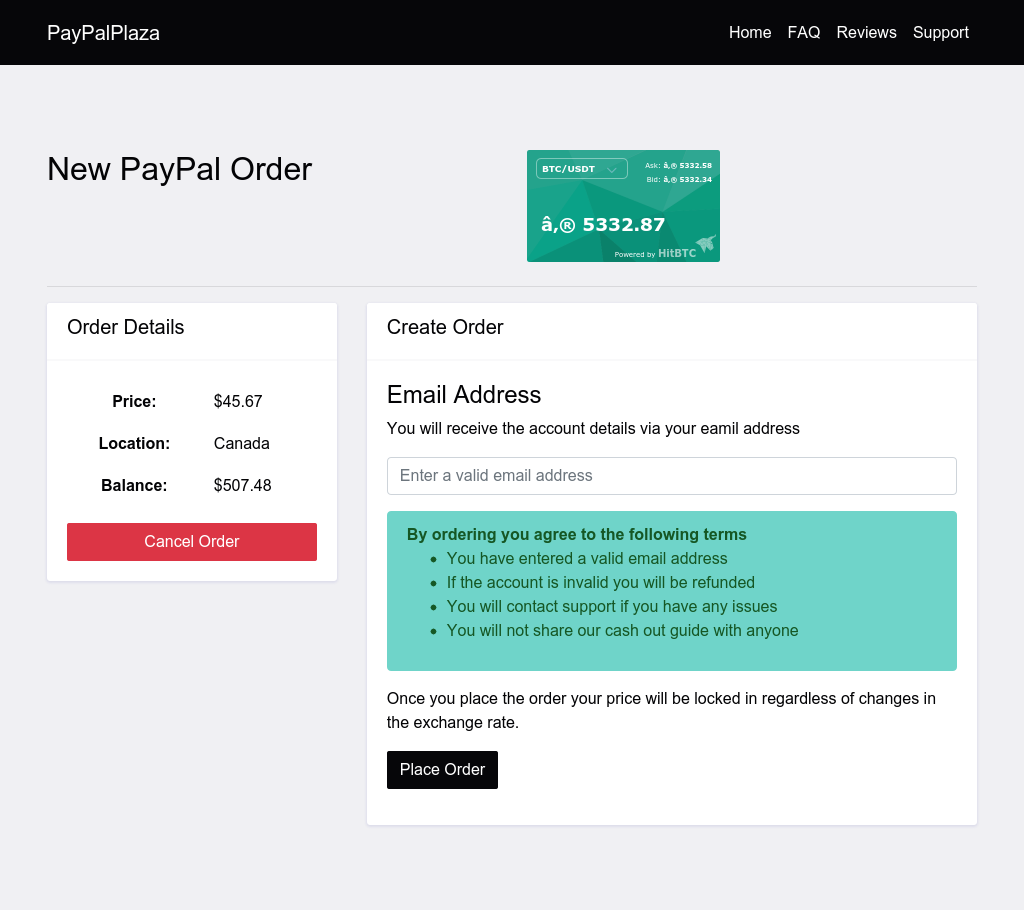 PayPalPlaza
Home FAQ Reviews Support
New PayPal Order
BTC/USDT
Ask: â‚® 5332.58
Bid: â‚® 5332.34
â‚® 5332.87
Powered by HitBTC
Order Details
Price: $45.67
Location: Canada
Balance: $507.48
Cancel Order
Create Order
Email Address
You will receive the account details via your eamil address
Enter a valid email address
By ordering you agree to the following terms
• You have entered a valid email address
• If the account is invalid you will be refunded
• You will contact support if you have any issues
• You will not share our cash out guide with anyone
Once you place the order your price will be locked in regardless of changes in
the exchange rate.
Place Order